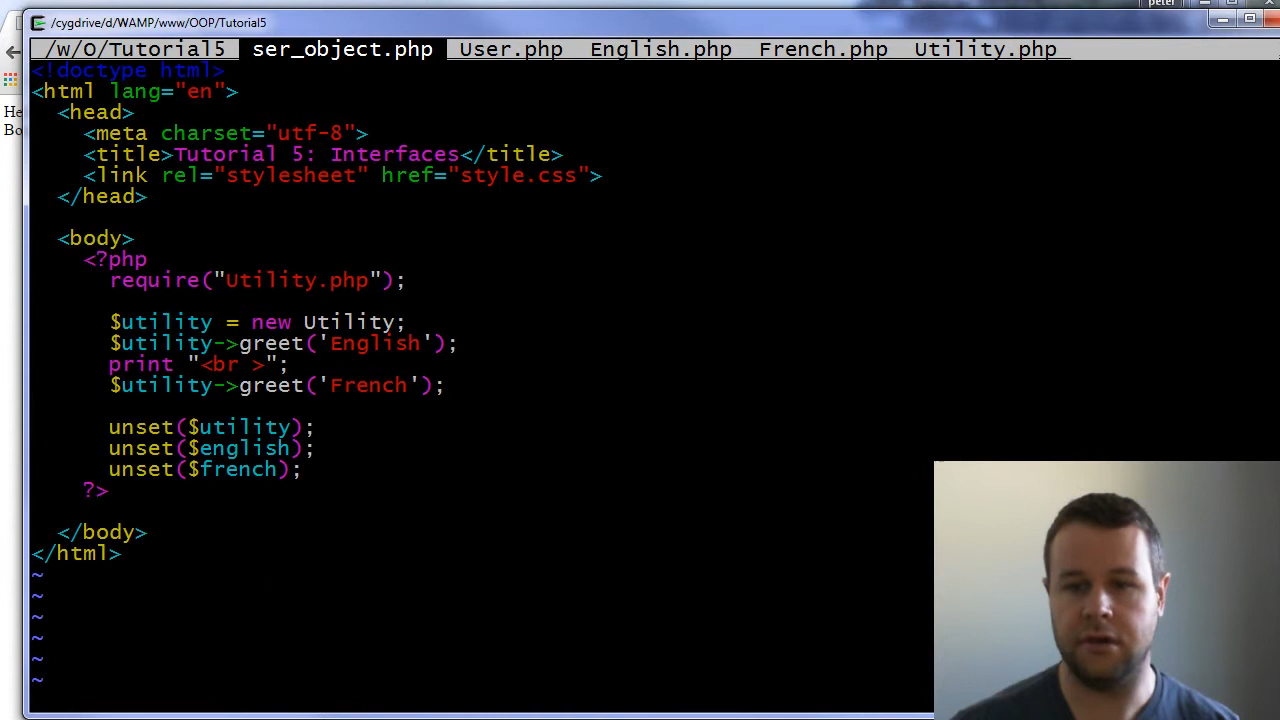 peter
/cygdrive/d/WAMP/www/OOP/Tutorial5
/w/O/Tutorial5 ser_object.php User.php English.php French.php Utility.php
<!doctype html>
<html lang="en">
<head>
<meta charset="utf-8">
<title>Tutorial 5: Interfaces</title>
<link rel="stylesheet" href="style.css">
</head>
He
Bo
<body>
<?php
require("Utility.php");
$utility = new Utility;
$utility->greet('English');
print "<br >";
$utility->greet('French');
unset($utility);
unset($english);
unset($french);
?>
</body>
</html>
~
~
~
~
~
~